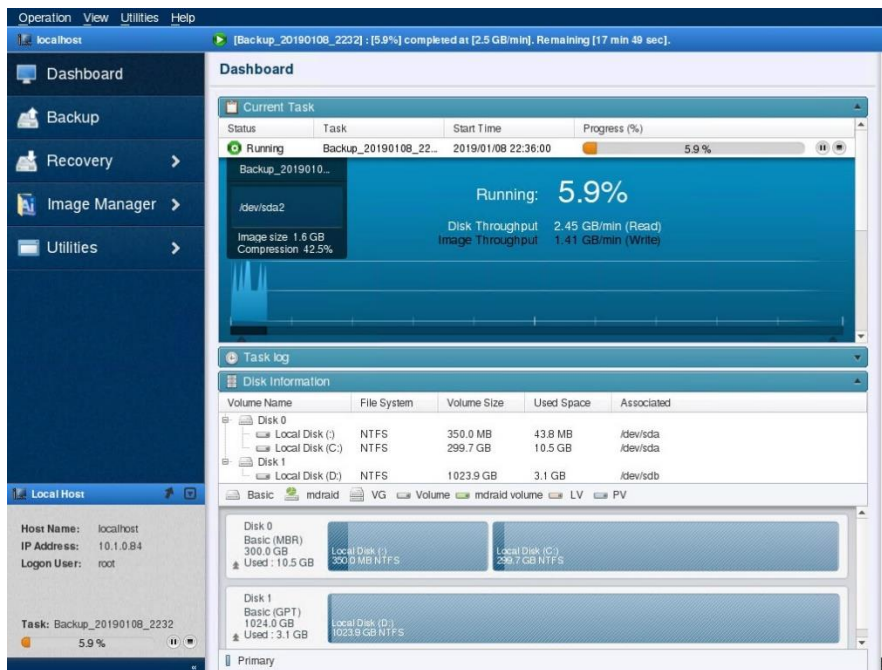 Operation View Utilities Help
localhost
[Backup_20190108_2232] : [5.9%] completed at [2.5 GB/min]. Remaining [17 min 49 sec].
Dashboard
Backup
Recovery
Image Manager
Utilities
Dashboard
Current Task
Status Task Start Time Progress (%)
Running Backup_20190108_22... 2019/01/08 22:36:00 5.9 %
Backup_2019010...
/dev/sda2
Image size 1.6 GB
Compression 42.5%
Running: 5.9%
Disk Throughput 2.45 GB/min (Read)
Image Throughput 1.41 GB/min (Write)
Task log
Disk Information
Volume Name File System Volume Size Used Space Associated
Disk 0
Local Disk (:) NTFS 350.0 MB 43.8 MB /dev/sda
Local Disk (C:) NTFS 299.7 GB 10.5 GB /dev/sda
Disk 1
Local Disk (D:) NTFS 1023.9 GB 3.1 GB /dev/sdb
Basic mdraid VG Volume mdraid volume LV PV
Disk 0
Basic (MBR)
300.0 GB
Used : 10.5 GB
Local Disk (:)
350.0 MB NTFS
Local Disk (C:)
299.7 GB NTFS
Disk 1
Basic (GPT)
1024.0 GB
Used : 3.1 GB
Local Disk (D:)
1023.9 GB NTFS
Primary
Local Host
Host Name: localhost
IP Address: 10.1.0.84
Logon User: root
Task: Backup_20190108_2232
5.9 %